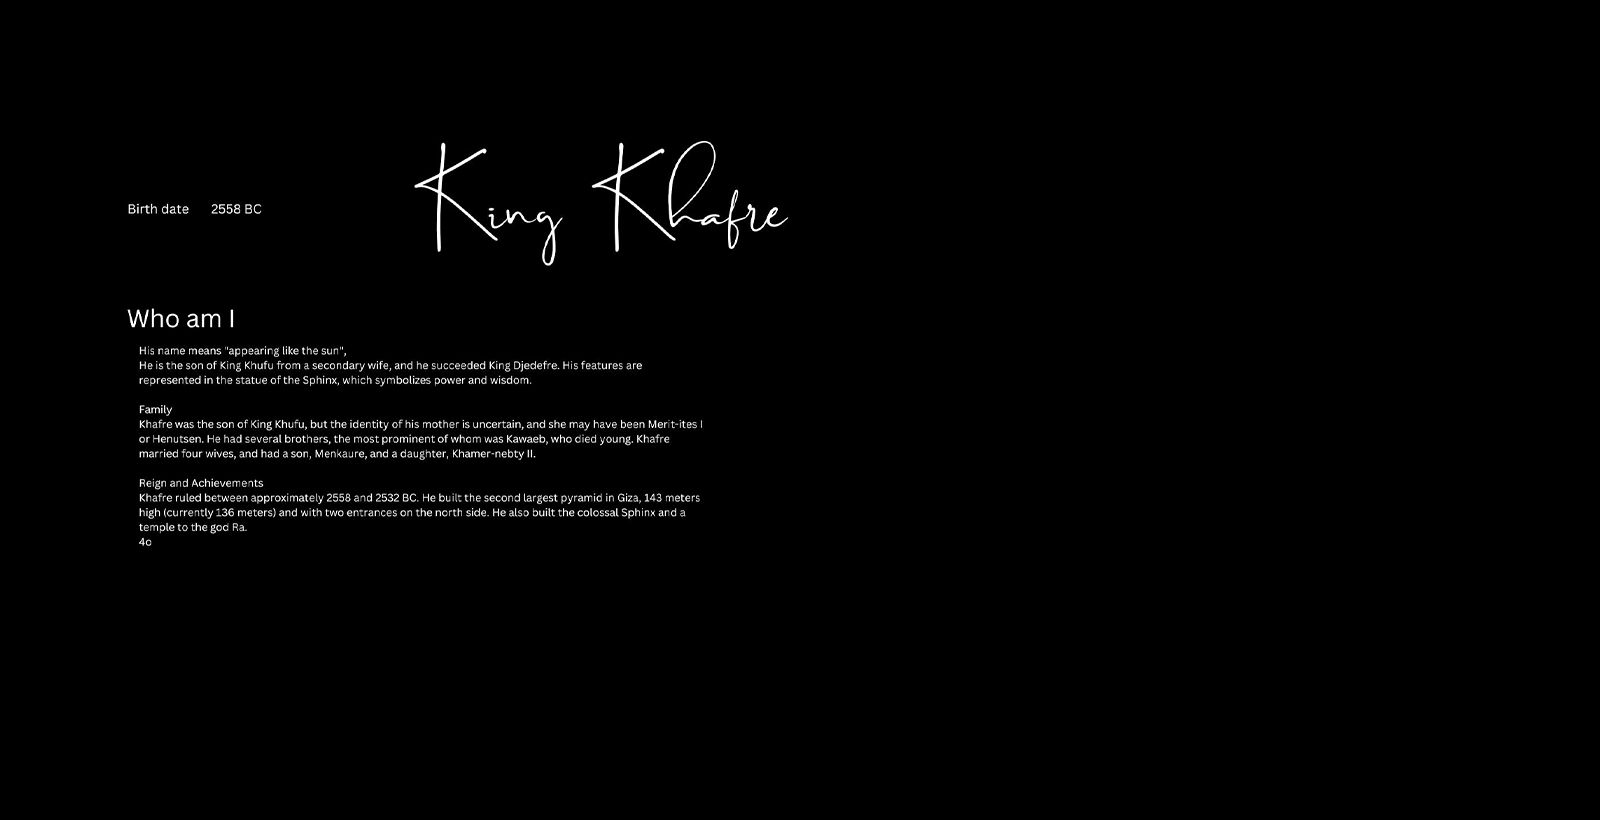 King Khafre
Birth date 2558 BC
Who am I
His name means "appearing like the sun",
He is the son of King Khufu from a secondary wife, and he succeeded King Djedefre. His features are
represented in the statue of the Sphinx, which symbolizes power and wisdom.
Family
Khafre was the son of King Khufu, but the identity of his mother is uncertain, and she may have been Merit-ites I
or Henutsen. He had several brothers, the most prominent of whom was Kawaeb, who died young. Khafre
married four wives, and had a son, Menkaure, and a daughter, Khamer-nebty II.
Reign and Achievements
Khafre ruled between approximately 2558 and 2532 BC. He built the second largest pyramid in Giza, 143 meters
high (currently 136 meters) and with two entrances on the north side. He also built the colossal Sphinx and a
temple to the god Ra.
4o